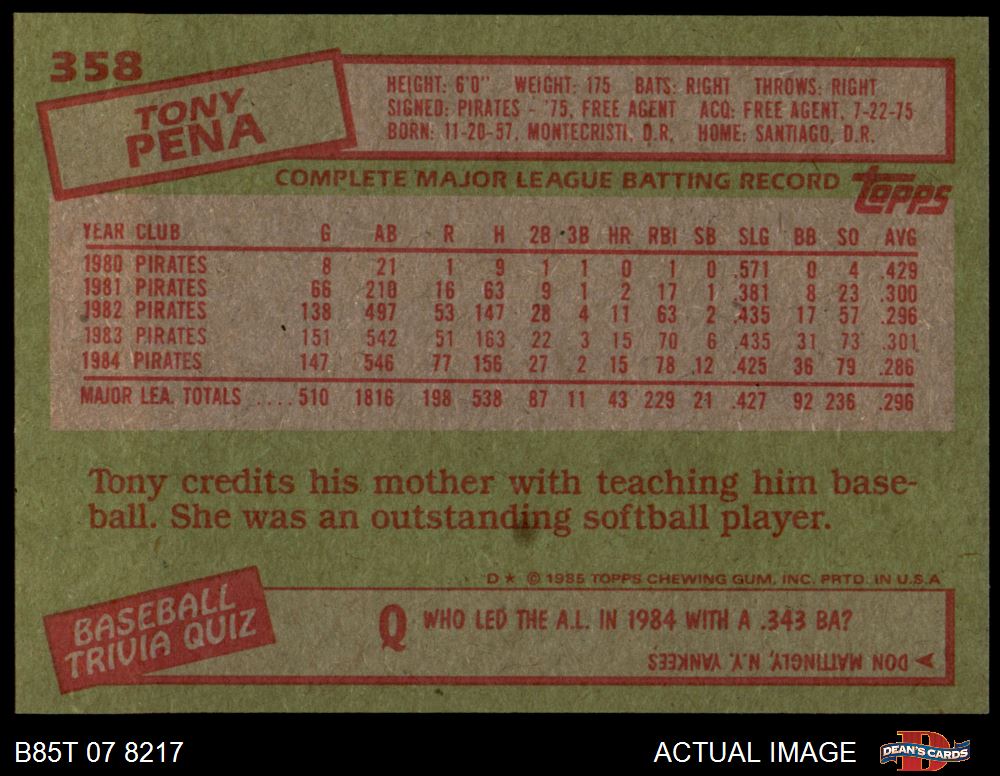 358
TONY
PENA
HEIGHT: 6'0" WEIGHT: 175 BATS: RIGHT THROWS: RIGHT
SIGNED: PIRATES - '75, FREE AGENT ACQ: FREE AGENT, 7-22-75
BORN: 11-20-57, MONTECRISTI, D.R. HOME: SANTIAGO, D.R.
COMPLETE MAJOR LEAGUE BATTING RECORD topps
YEAR CLUB G AB R H 2B 3B HR RBI SB SLG BB SO AVG
1980 PIRATES 8 21 1 9 1 1 0 1 0 .571 0 4 .429
1981 PIRATES 66 210 16 63 9 1 2 17 1 .381 8 23 .300
1982 PIRATES 138 497 53 147 28 4 11 63 2 .435 17 57 .296
1983 PIRATES 151 542 51 163 22 3 15 70 6 .435 31 73 .301
1984 PIRATES 147 546 77 156 27 2 15 78 12 .425 36 79 .286
MAJOR LEA. TOTALS ....510 1816 198 538 87 11 43 229 21 .427 92 236 .296
Tony credits his mother with teaching him base-
ball. She was an outstanding softball player.
D★ © 1985 TOPPS CHEWING GUM, INC. PRTD. IN U.S.A
BASEBALL
TRIVIA QUIZ
Q WHO LED THE A.L. IN 1984 WITH A .343 BA?
DON MATTINGLY, N.Y. YANKEES
B85T 07 8217 ACTUAL IMAGE DEAN'S CARDS